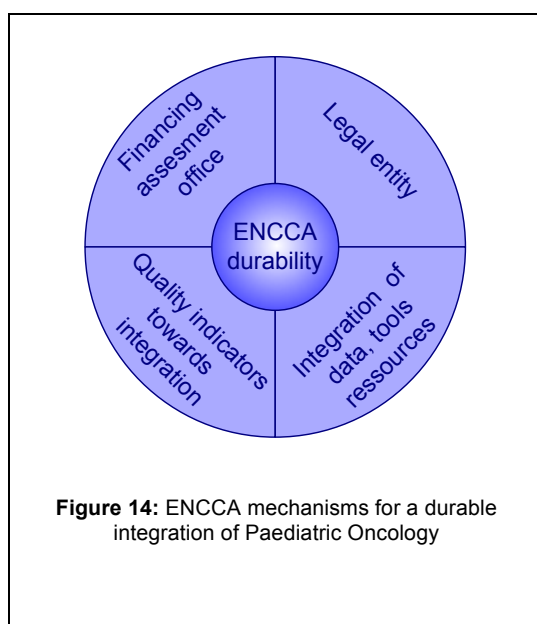 Financing
assesment
office
Legal entity
ENCCA
durability
Quality indicators
towards
integration
Integration of
data, tools
ressources
Figure 14: ENCCA mechanisms for a durable
integration of Paediatric Oncology